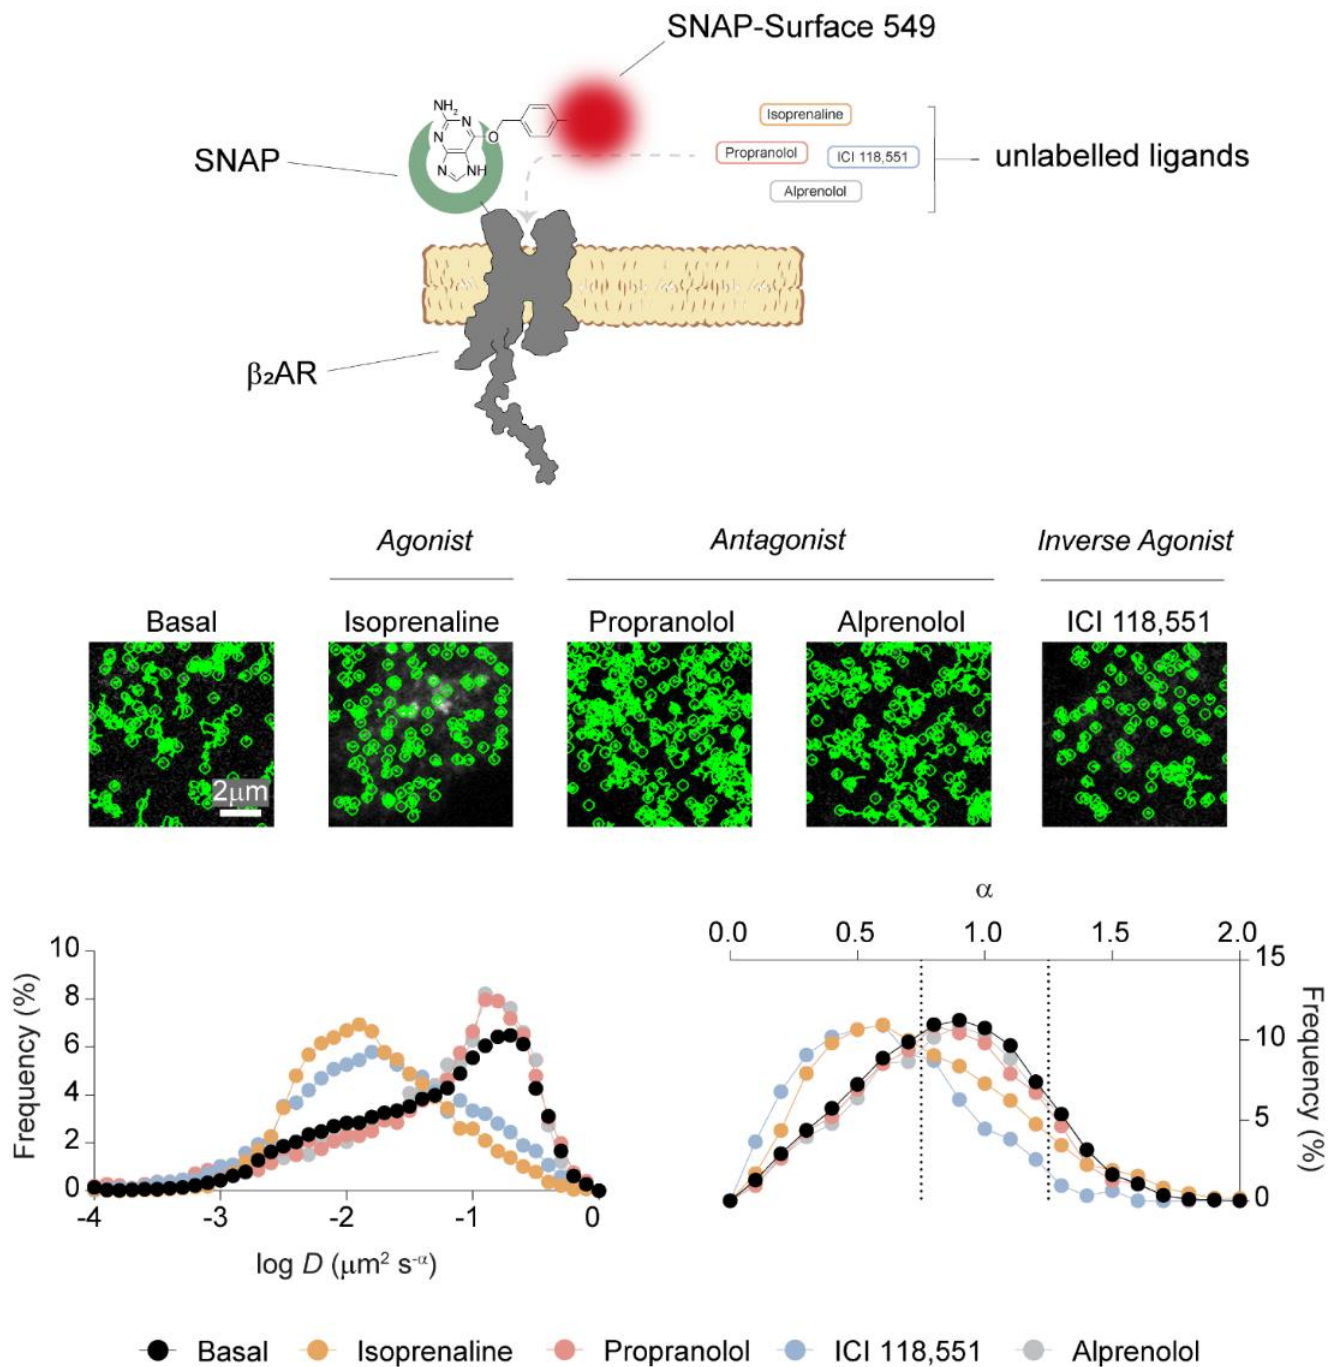 SNAP-Surface 549
NH2
N
N
N
NH
O
SNAP
Isoprenaline
Propranolol
ICI 118,551
Alprenolol
unlabelled ligands
β₂AR
Agonist
Antagonist
Inverse Agonist
Basal
Isoprenaline
Propranolol
Alprenolol
ICI 118,551
2μm
α
0.0 0.5 1.0 1.5 2.0
10
8
6
4
2
0
Frequency (%)
-4 -3 -2 -1 0
log D (μm² s⁻ᵅ)
15
10
5
0
Frequency (%)
Basal Isoprenaline Propranolol ICI 118,551 Alprenolol